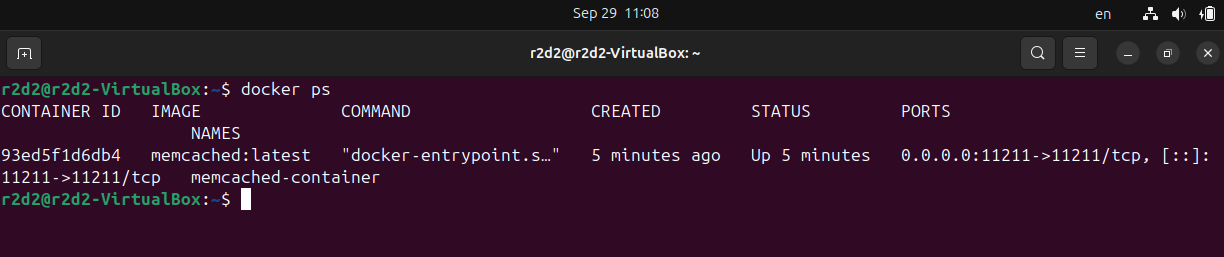 Sep 29 11:08
en
r2d2@r2d2-VirtualBox: ~
r2d2@r2d2-VirtualBox:~$ docker ps
CONTAINER ID   IMAGE              COMMAND                  CREATED         STATUS         PORTS
                   NAMES
93ed5f1d6db4   memcached:latest   "docker-entrypoint.s…"   5 minutes ago   Up 5 minutes   0.0.0.0:11211->11211/tcp, [::]:
11211->11211/tcp   memcached-container
r2d2@r2d2-VirtualBox:~$